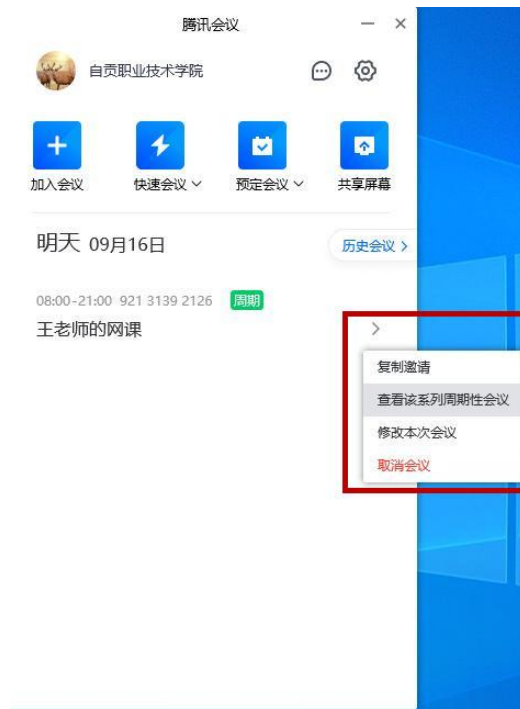 腾讯会议
自贡职业技术学院
加入会议 快速会议 预定会议 共享屏幕
明天 09月16日 历史会议
08:00-21:00 921 3139 2126 周期
王老师的网课
复制邀请
查看该系列周期性会议
修改本次会议
取消会议